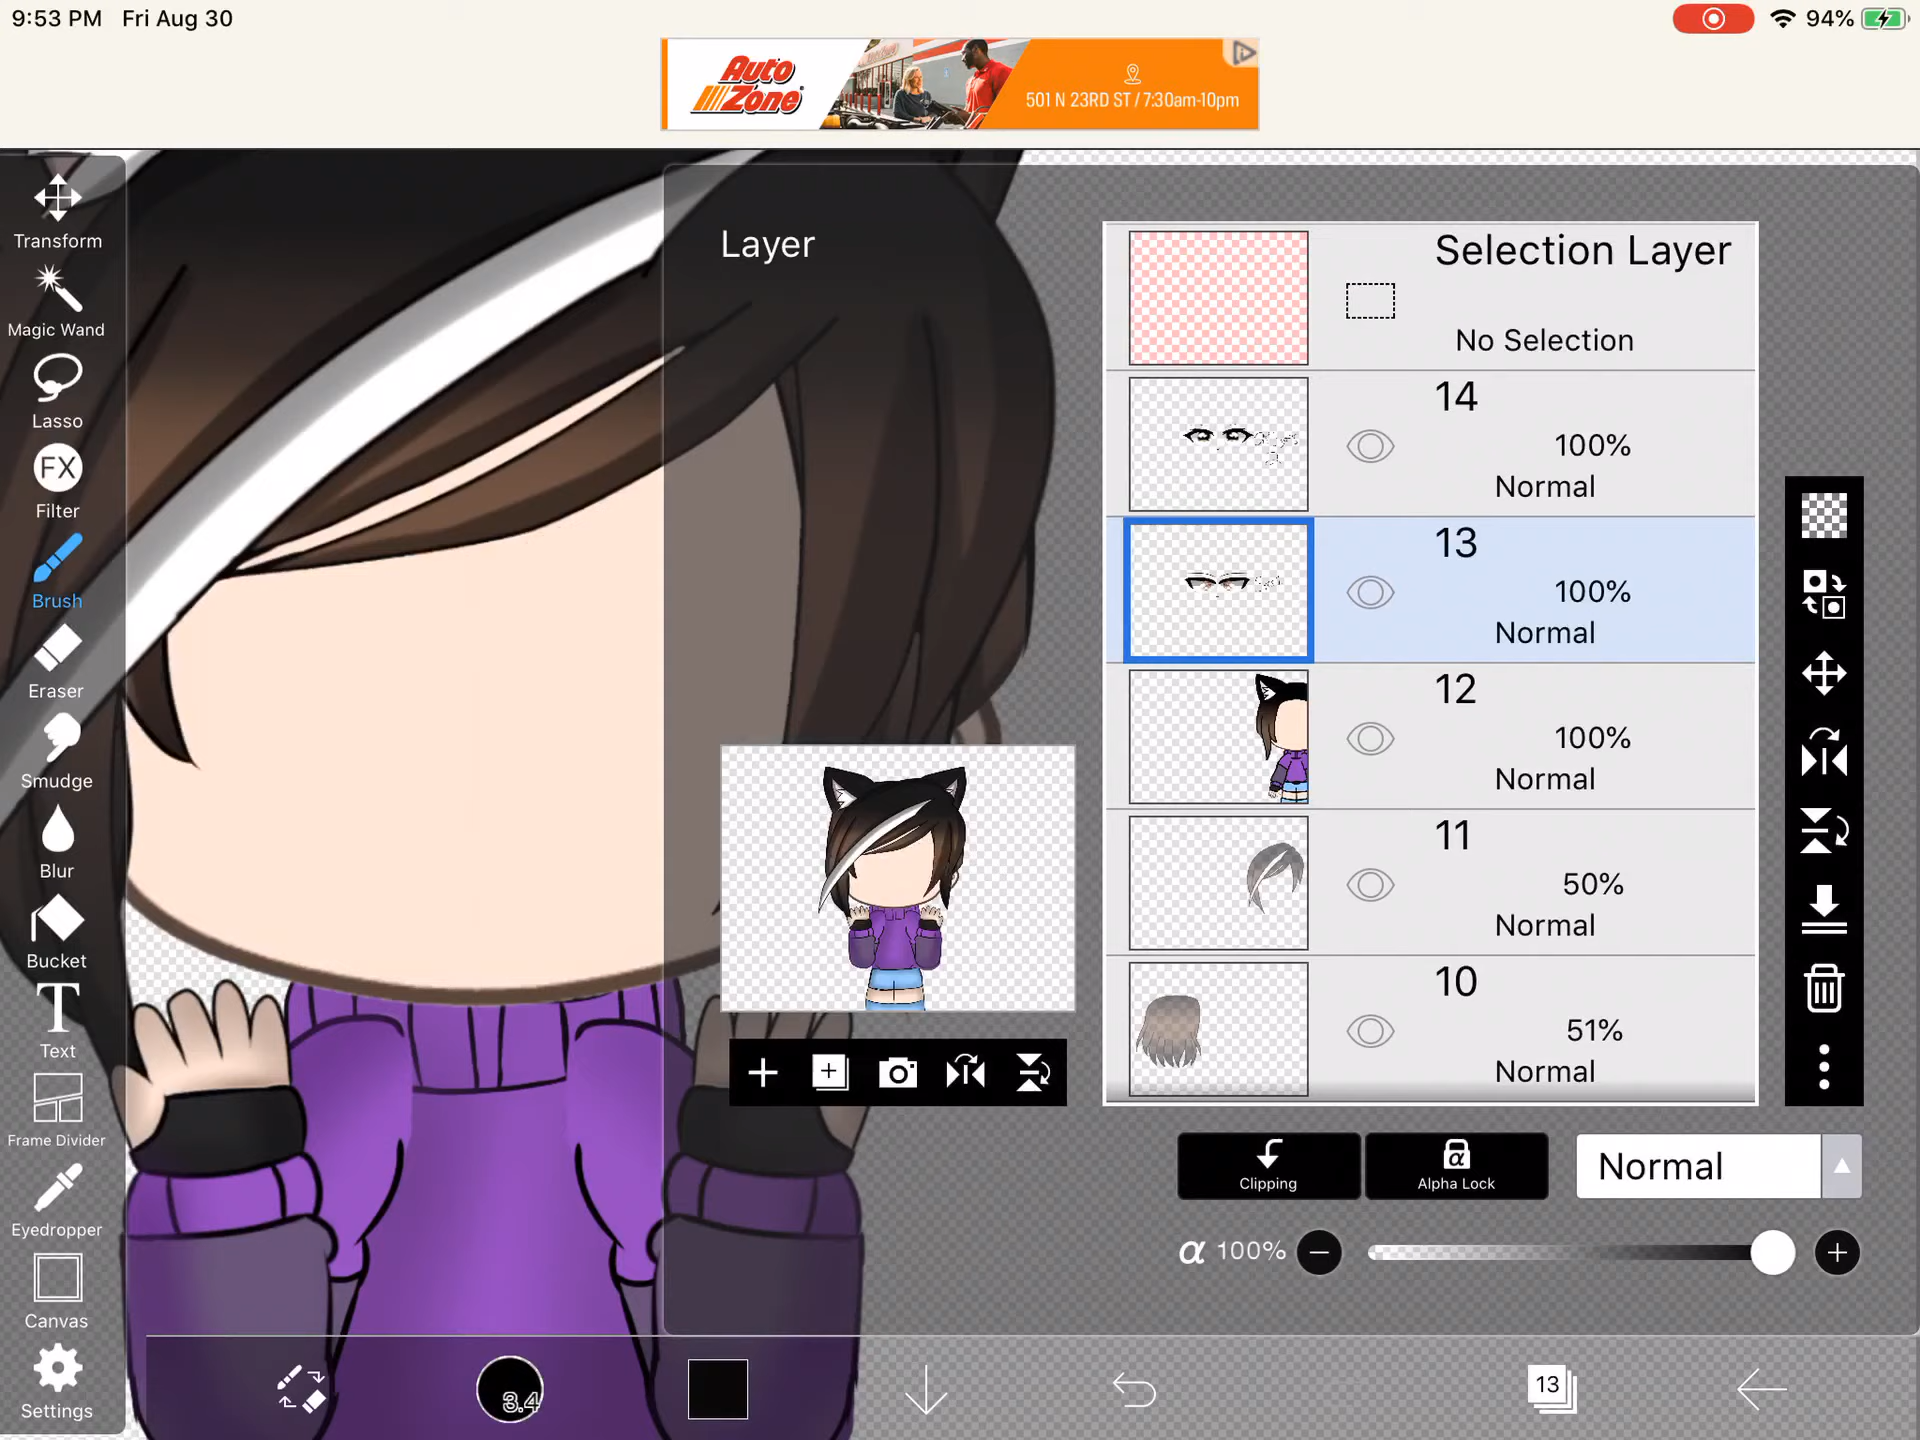 9:53 PM Fri Aug 30
94%
Auto
Zone
501 N 23RD ST / 7:30am-10pm
Transform
Magic Wand
Lasso
FX
Filter
Brush
Eraser
Smudge
Blur
Bucket
T
Text
Frame Divider
Eyedropper
Canvas
Settings
Layer
Selection Layer
No Selection
14
100%
Normal
13
100%
Normal
12
100%
Normal
11
50%
Normal
10
51%
Normal
Clipping
α
Alpha Lock
Normal
α 100%
3.4
13